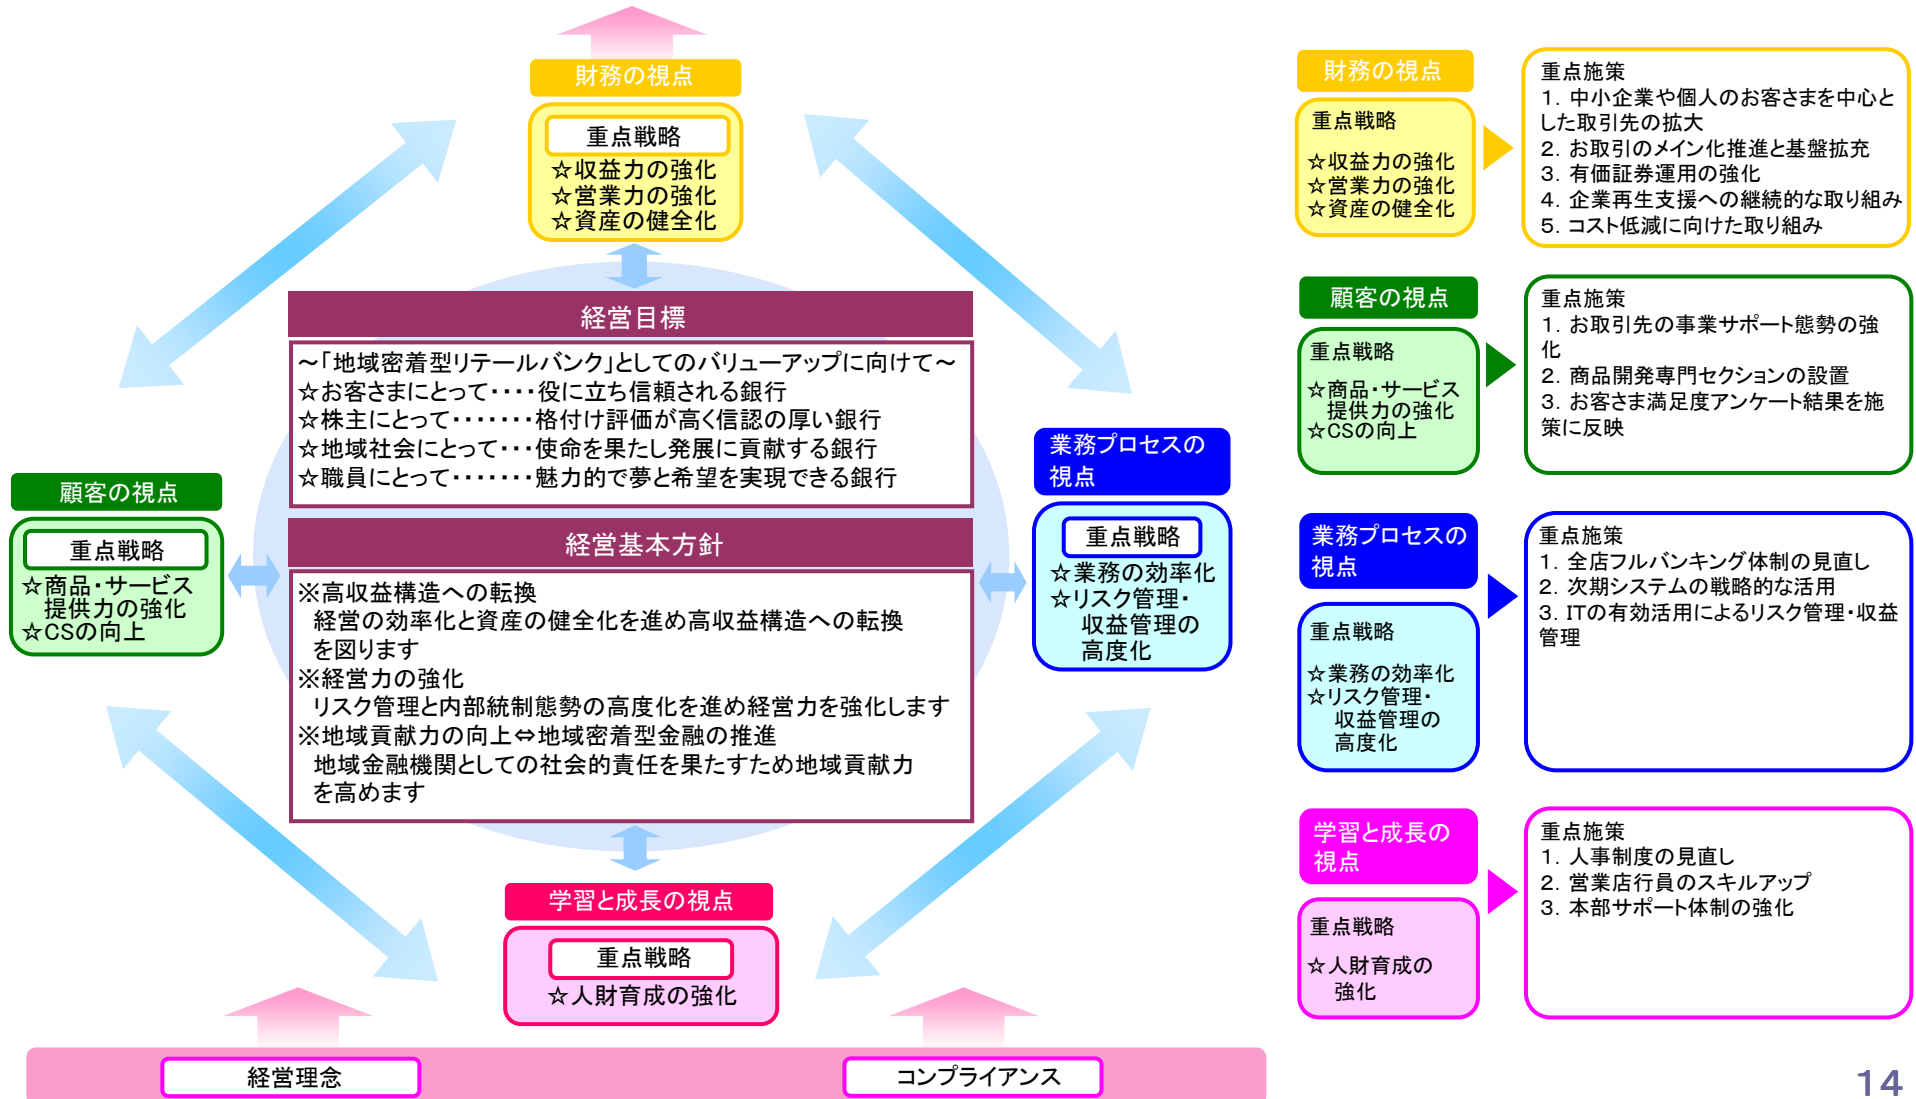 財務の視点
重点戦略
☆収益力の強化
☆営業力の強化
☆資産の健全化
経営目標
～「地域密着型リテールバンク」としてのバリューアップに向けて～
☆お客さまにとって････役に立ち信頼される銀行
☆株主にとって･･･････格付け評価が高く信認の厚い銀行
☆地域社会にとって･･･使命を果たし発展に貢献する銀行
☆職員にとって･･･････魅力的で夢と希望を実現できる銀行
顧客の視点
重点戦略
☆商品・サービス
提供力の強化
☆CSの向上
経営基本方針
※高収益構造への転換
経営の効率化と資産の健全化を進め高収益構造への転換
を図ります
※経営力の強化
リスク管理と内部統制態勢の高度化を進め経営力を強化します
※地域貢献力の向上⇔地域密着型金融の推進
地域金融機関としての社会的責任を果たすため地域貢献力
を高めます
業務プロセスの
視点
重点戦略
☆業務の効率化
☆リスク管理・
収益管理の
高度化
学習と成長の視点
重点戦略
☆人財育成の強化
経営理念
コンプライアンス
財務の視点
重点戦略
☆収益力の強化
☆営業力の強化
☆資産の健全化
重点施策
1．中小企業や個人のお客さまを中心と
した取引先の拡大
2．お取引のメイン化推進と基盤拡充
3．有価証券運用の強化
4．企業再生支援への継続的な取り組み
5．コスト低減に向けた取り組み
顧客の視点
重点戦略
☆商品・サービス
提供力の強化
☆CSの向上
重点施策
1．お取引先の事業サポート態勢の強
化
2．商品開発専門セクションの設置
3．お客さま満足度アンケート結果を施
策に反映
業務プロセスの
視点
重点戦略
☆業務の効率化
☆リスク管理・
収益管理の
高度化
重点施策
1．全店フルバンキング体制の見直し
2．次期システムの戦略的な活用
3．ITの有効活用によるリスク管理・収益
管理
学習と成長の
視点
重点戦略
☆人財育成の
強化
重点施策
1．人事制度の見直し
2．営業店行員のスキルアップ
3．本部サポート体制の強化
14